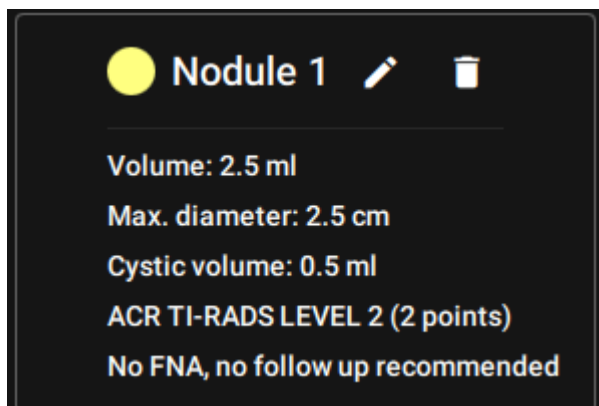 Nodule 1
Volume: 2.5 ml
Max. diameter: 2.5 cm
Cystic volume: 0.5 ml
ACR TI-RADS LEVEL 2 (2 points)
No FNA, no follow up recommended